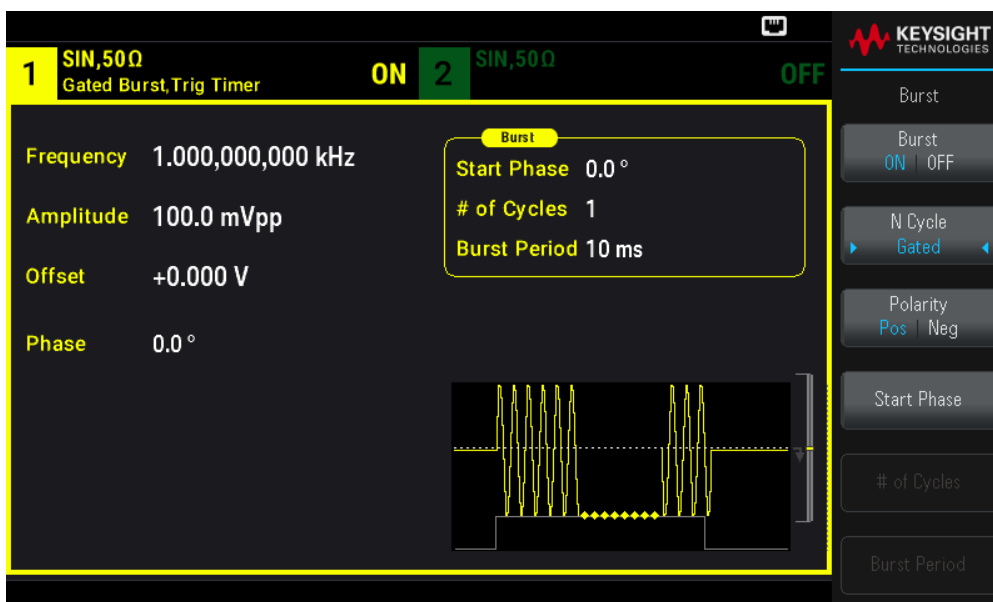 KEYSIGHT
TECHNOLOGIES
1
SIN,50Ω
Gated Burst,Trig Timer
ON
2
SIN,50Ω
OFF
Frequency 1.000,000,000 kHz
Amplitude 100.0 mVpp
Offset +0.000 V
Phase 0.0 °
Burst
Start Phase 0.0 °
# of Cycles 1
Burst Period 10 ms
Burst
Burst
ON | OFF
N Cycle
Gated
Polarity
Pos | Neg
Start Phase
# of Cycles
Burst Period